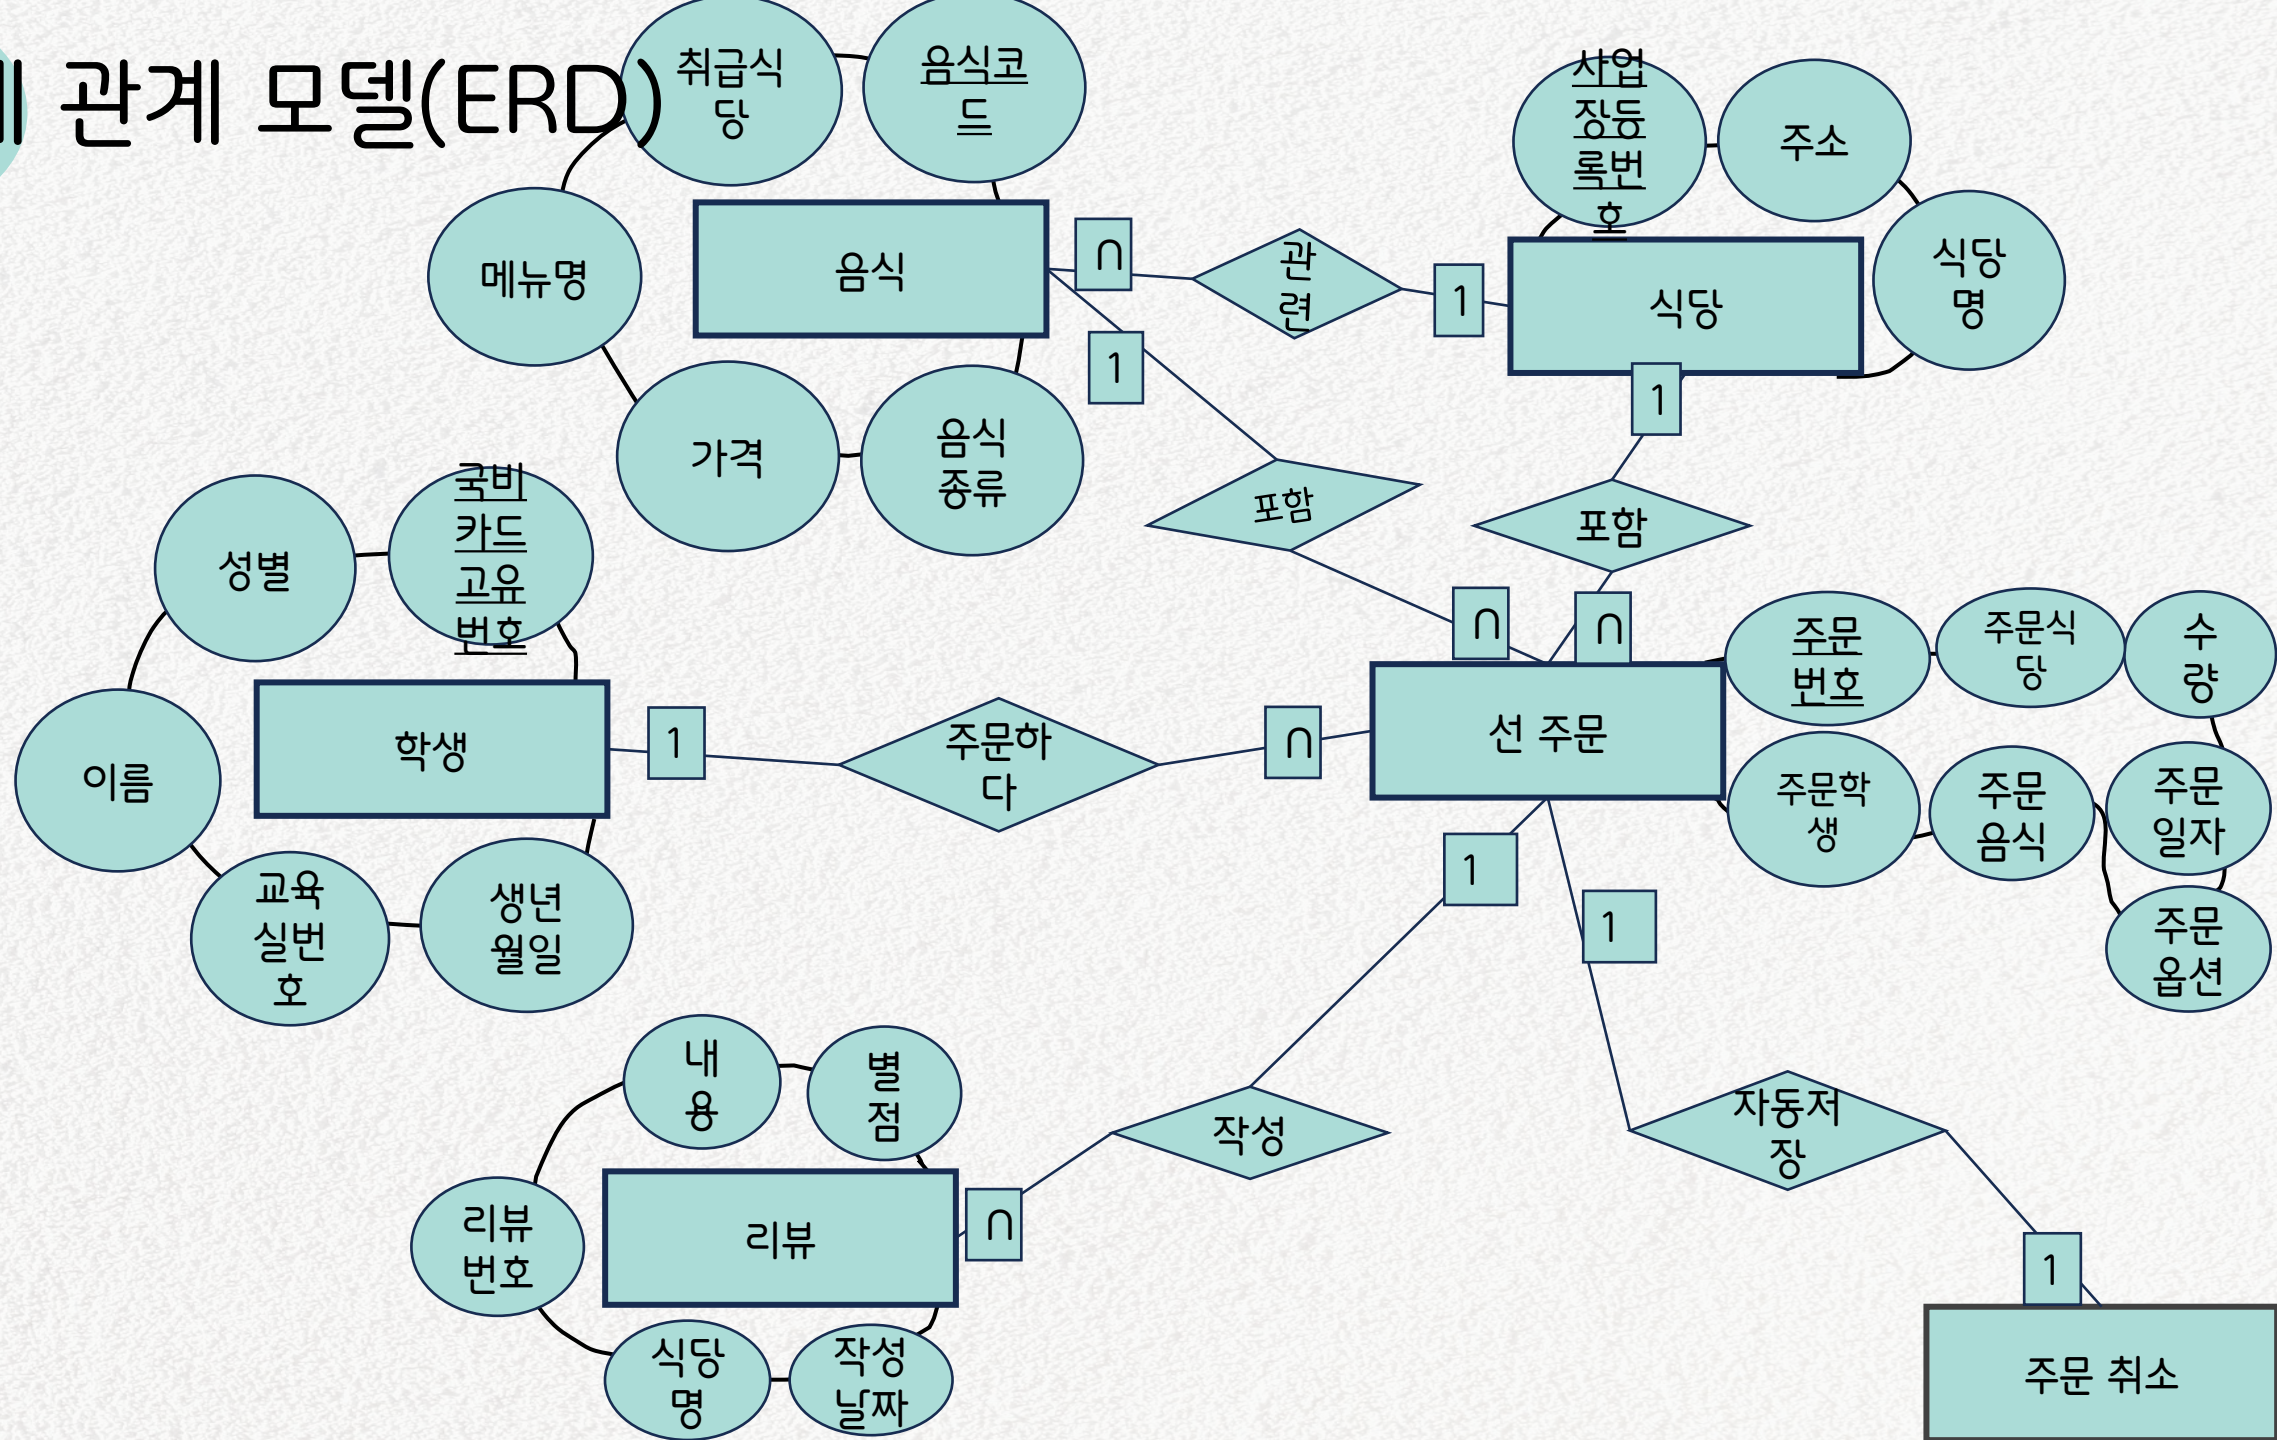 관계 모델(ERD)
취급식
당
음식코
드
사업
장등
록번
호
주소
식당
명
메뉴명
음식
관
련
식당
1
1
1
가격
음식
종류
포함
포함
성별
국비
카드
고유
번호
이름
학생
1
주문하
다
선 주문
주문
번호
주문식
당
수
량
주문학
생
주문
음식
주문
일자
주문
옵션
교육
실번
호
생년
월일
1
1
내
용
별
점
작성
자동저
장
리뷰
번호
리뷰
식당
명
작성
날짜
1
주문 취소